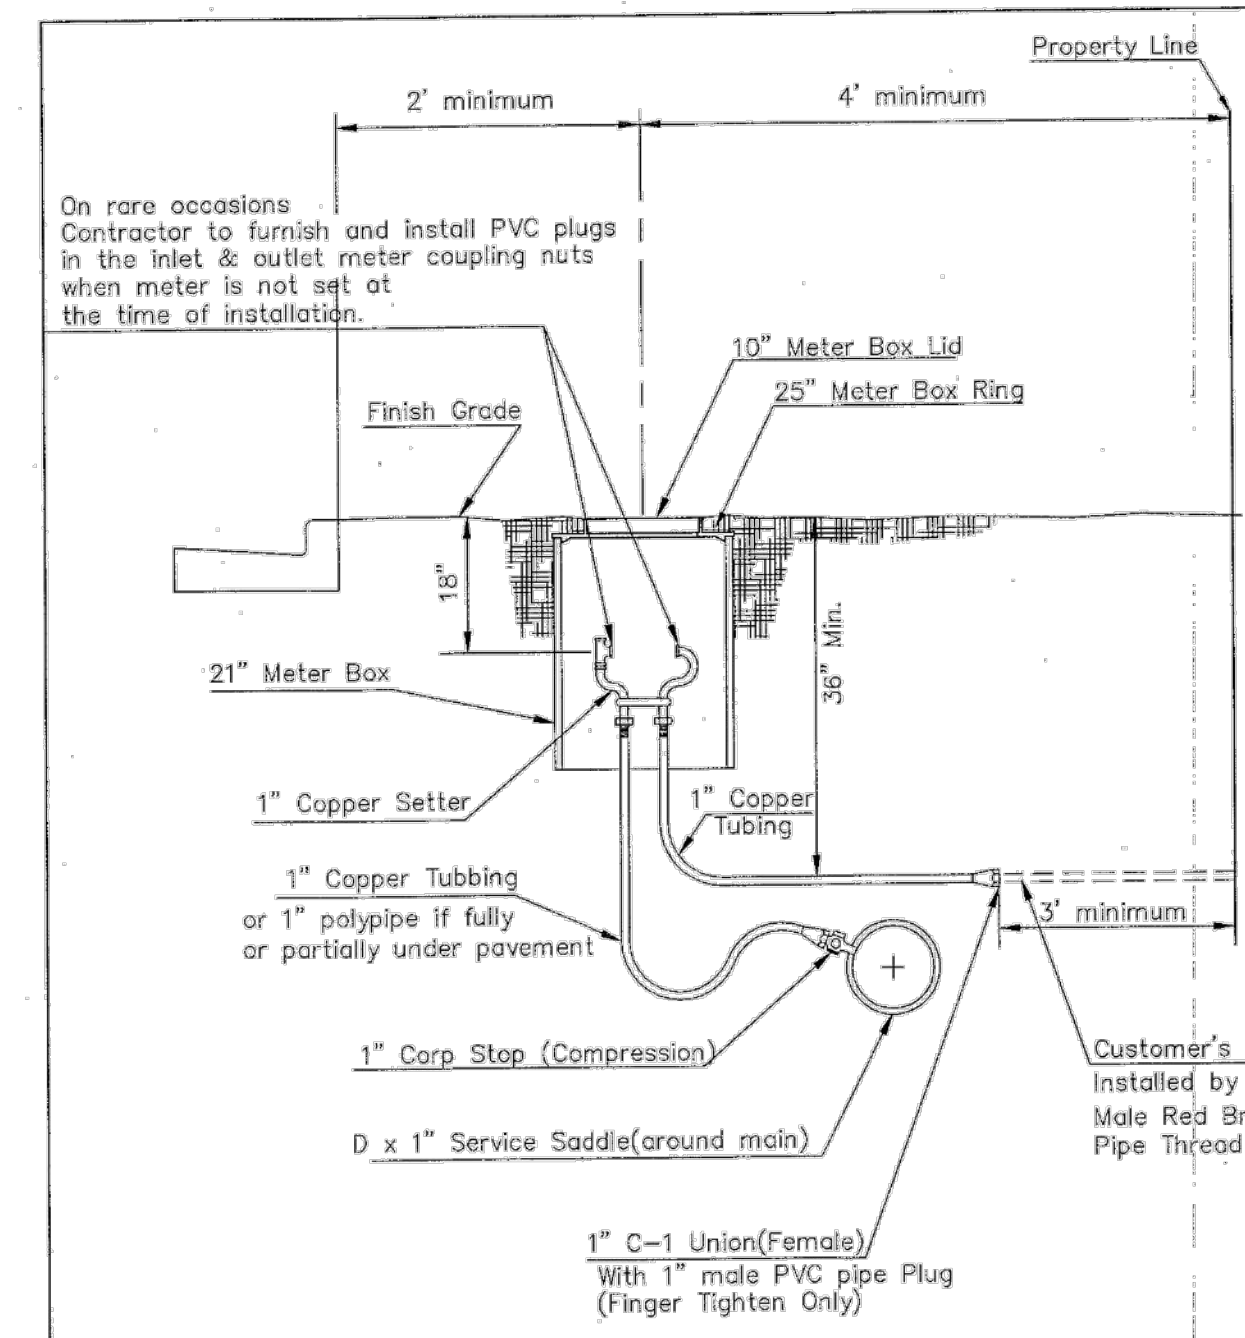 Property Line
2' minimum
4' minimum
On rare occasions
Contractor to furnish and install PVC plugs
in the inlet & outlet meter coupling nuts
when meter is not set at
the time of installation.
10" Meter Box Lid
25" Meter Box Ring
Finish Grade
18"
36" Min.
21" Meter Box
1" Copper Setter
1" Copper
Tubing
1" Copper Tubbing
or 1" polypipe if fully
or partially under pavement
3' minimum
1" Corp Stop (Compression)
Customer's
Installed by
Male Red Br
Pipe Thread
D x 1" Service Saddle(around main)
1" C-1 Union(Female)
With 1" male PVC pipe Plug
(Finger Tighten Only)